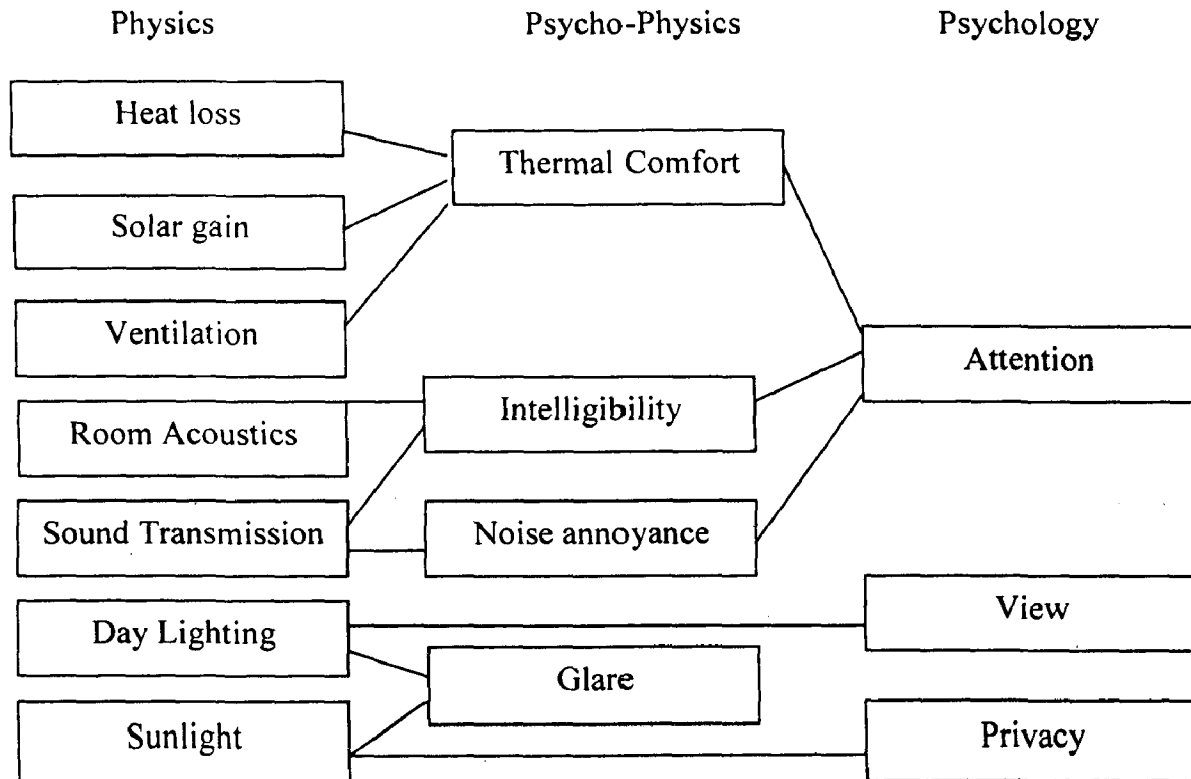 Physics
Psycho-Physics
Psychology
Heat loss
Thermal Comfort
Solar gain
Ventilation
Attention
Room Acoustics
Intelligibility
Sound Transmission
Noise annoyance
View
Day Lighting
Glare
Sunlight
Privacy